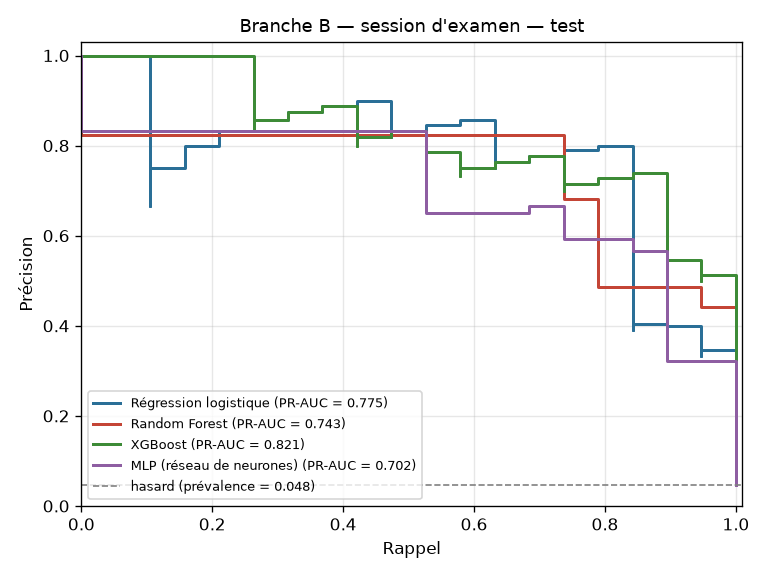 Branche B — session d'examen — test
Précision
1.0
0.8
0.6
0.4
0.2
0.0
Régression logistique (PR-AUC = 0.775)
Random Forest (PR-AUC = 0.743)
XGBoost (PR-AUC = 0.821)
MLP (réseau de neurones) (PR-AUC = 0.702)
hasard (prévalence = 0.048)
0.0 0.2 0.4 0.6 0.8 1.0
Rappel